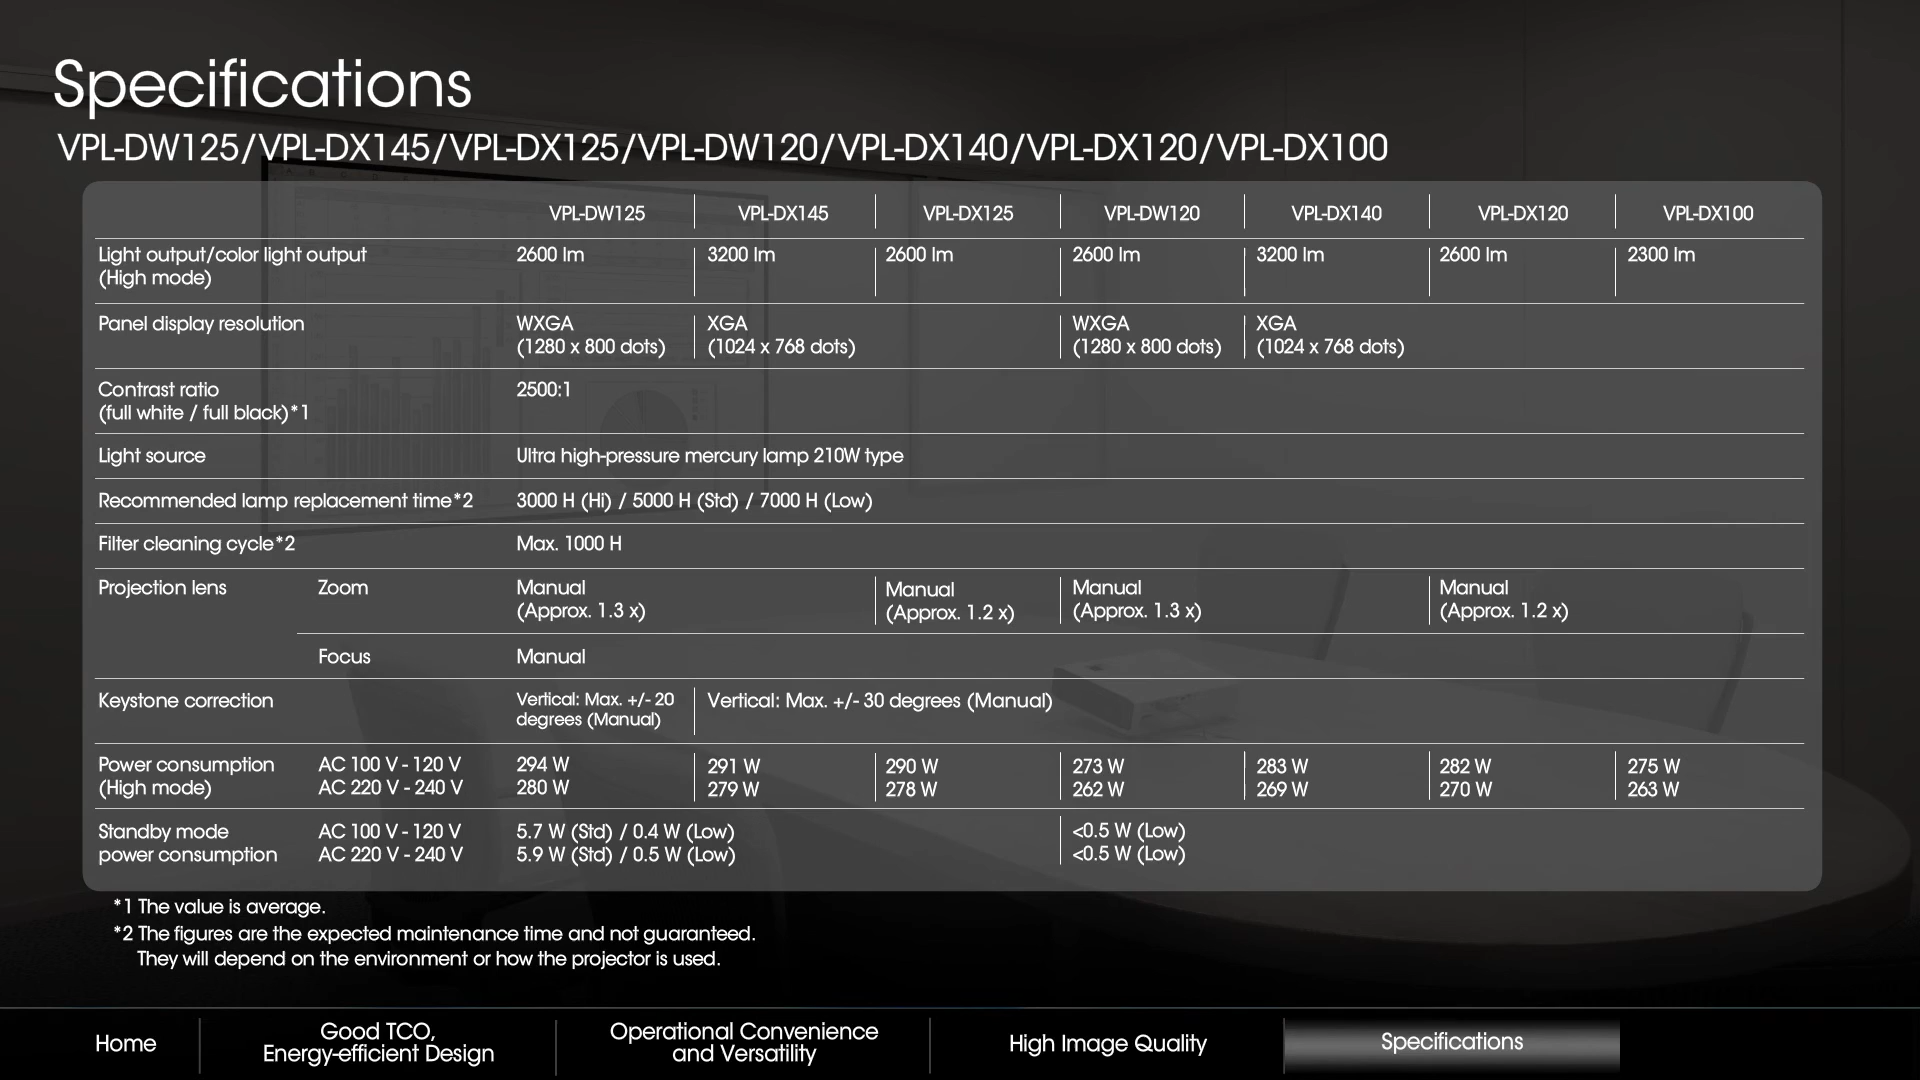 Specifications
VPL-DW125/VPL-DX145/VPL-DX125/VPL-DW120/VPL-DX140/VPL-DX120/VPL-DX100
VPL-DW125 VPL-DX145 VPL-DX125 VPL-DW120 VPL-DX140 VPL-DX120 VPL-DX100
Light output/color light output 2600 lm 3200 lm 2600 lm 2600 lm 3200 lm 2600 lm 2300 lm
(High mode)
Panel display resolution WXGA XGA WXGA XGA
(1280 x 800 dots) (1024 x 768 dots) (1280 x 800 dots) (1024 x 768 dots)
Contrast ratio 2500:1
(full white / full black)*1
Light source Ultra high-pressure mercury lamp 210W type
Recommended lamp replacement time*2 3000 H (Hi) / 5000 H (Std) / 7000 H (Low)
Filter cleaning cycle*2 Max. 1000 H
Projection lens Zoom Manual Manual Manual Manual
(Approx. 1.3 x) (Approx. 1.2 x) (Approx. 1.3 x) (Approx. 1.2 x)
Focus Manual
Keystone correction Vertical: Max. +/- 20 Vertical: Max. +/- 30 degrees (Manual)
degrees (Manual)
Power consumption AC 100 V - 120 V 294 W 291 W 290 W 273 W 283 W 282 W 275 W
(High mode) AC 220 V - 240 V 280 W 279 W 278 W 262 W 269 W 270 W 263 W
Standby mode AC 100 V - 120 V 5.7 W (Std) / 0.4 W (Low) <0.5 W (Low)
power consumption AC 220 V - 240 V 5.9 W (Std) / 0.5 W (Low) <0.5 W (Low)
*1 The value is average.
*2 The figures are the expected maintenance time and not guaranteed.
They will depend on the environment or how the projector is used.
Home
Good TCO,
Energy-efficient Design
Operational Convenience
and Versatility
High Image Quality
Specifications